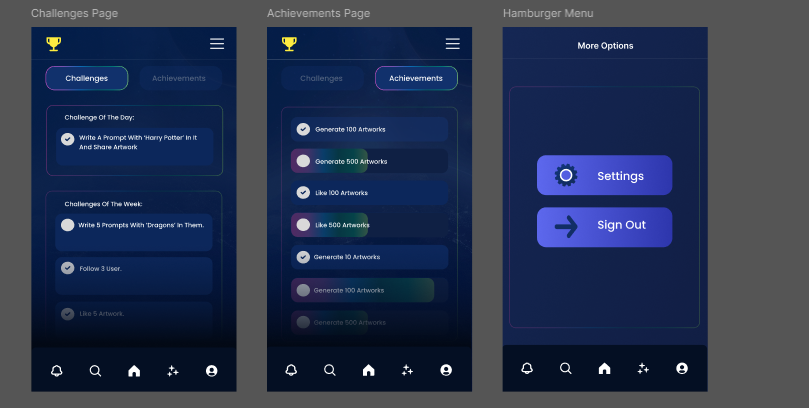 Challenges Page
Challenges
Achievements
Challenge Of The Day:
Write A Prompt With 'Harry Potter' In It
And Share Artwork
Challenges Of The Week:
Write 5 Prompts With 'Dragons' In Them.
Follow 3 User.
Like 5 Artwork.
Achievements Page
Challenges
Achievements
Generate 100 Artworks
Generate 500 Artworks
Like 100 Artworks
Like 500 Artworks
Generate 10 Artworks
Generate 100 Artworks
Generate 500 Artworks
Hamburger Menu
More Options
Settings
Sign Out